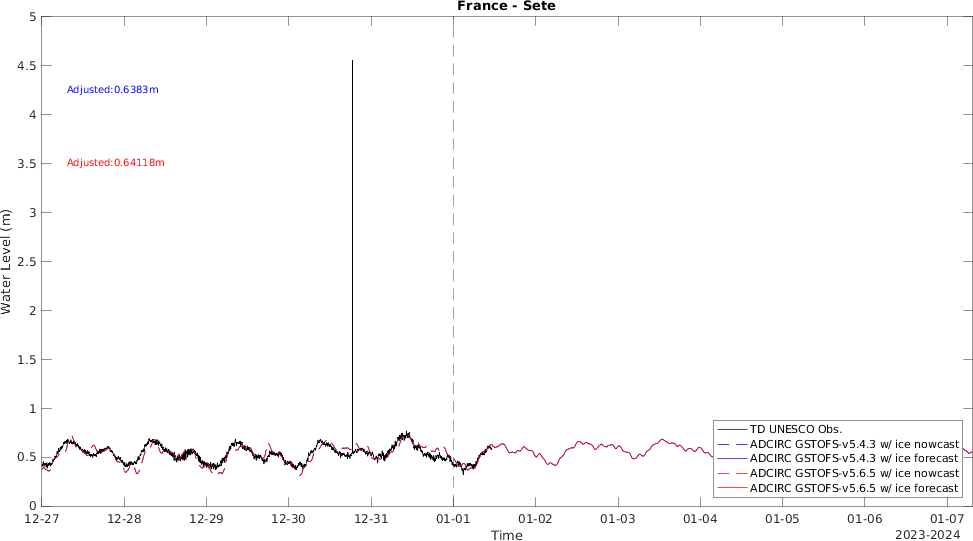 France - Sete
5
4.5
4
3.5
3
2.5
2
1.5
1
0.5
0
Water Level (m)
Adjusted:0.6383m
Adjusted:0.64118m
TD UNESCO Obs.
ADCIRC GSTOFS-v5.4.3 w/ ice nowcast
ADCIRC GSTOFS-v5.4.3 w/ ice forecast
ADCIRC GSTOFS-v5.6.5 w/ ice nowcast
ADCIRC GSTOFS-v5.6.5 w/ ice forecast
12-27 12-28 12-29 12-30 12-31 01-01 01-02 01-03 01-04 01-05 01-06 01-07
Time
2023-2024